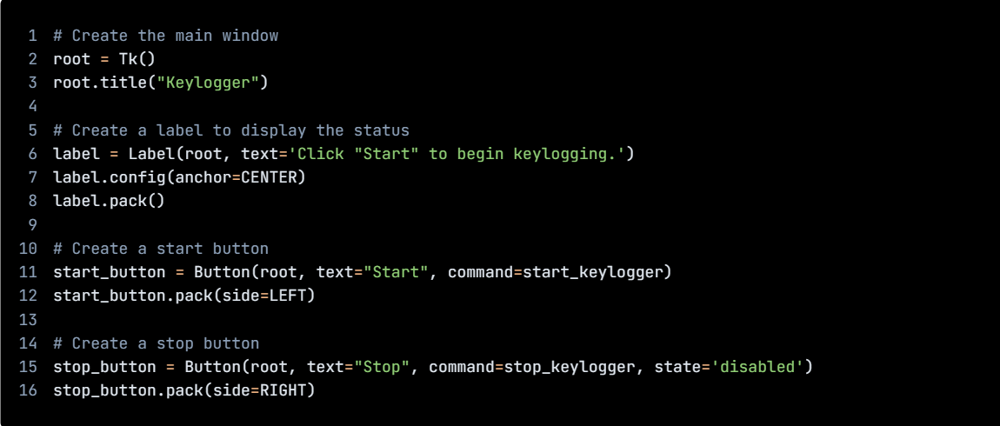 1 # Create the main window
2 root = Tk()
3 root.title("Keylogger")
4
5 # Create a label to display the status
6 label = Label(root, text='Click "Start" to begin keylogging.')
7 label.config(anchor=CENTER)
8 label.pack()
9
10 # Create a start button
11 start_button = Button(root, text="Start", command=start_keylogger)
12 start_button.pack(side=LEFT)
13
14 # Create a stop button
15 stop_button = Button(root, text="Stop", command=stop_keylogger, state='disabled')
16 stop_button.pack(side=RIGHT)